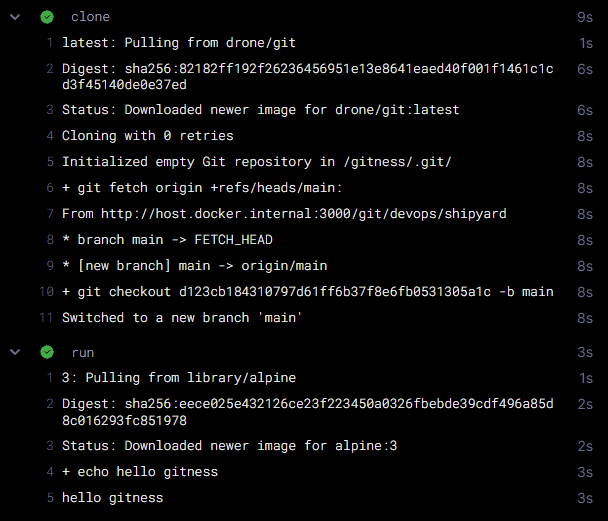 clone 9s
1 latest: Pulling from drone/git 1s
2 Digest: sha256:82182ff192f26236456951e13e8641eaed40f001f1461c1c 6s
d3f45140de0e37ed
3 Status: Downloaded newer image for drone/git:latest 6s
4 Cloning with 0 retries 8s
5 Initialized empty Git repository in /gitness/.git/ 8s
6 + git fetch origin +refs/heads/main: 8s
7 From http://host.docker.internal:3000/git/devops/shipyard 8s
8 * branch main -> FETCH_HEAD 8s
9 * [new branch] main -> origin/main 8s
10 + git checkout d123cb184310797d61ff6b37f8e6fb0531305a1c -b main 8s
11 Switched to a new branch 'main' 8s
run 3s
1 3: Pulling from library/alpine 1s
2 Digest: sha256:eece025e432126ce23f223450a0326fbebde39cdf496a85d 2s
8c016293fc851978
3 Status: Downloaded newer image for alpine:3 2s
4 + echo hello gitness 3s
5 hello gitness 3s